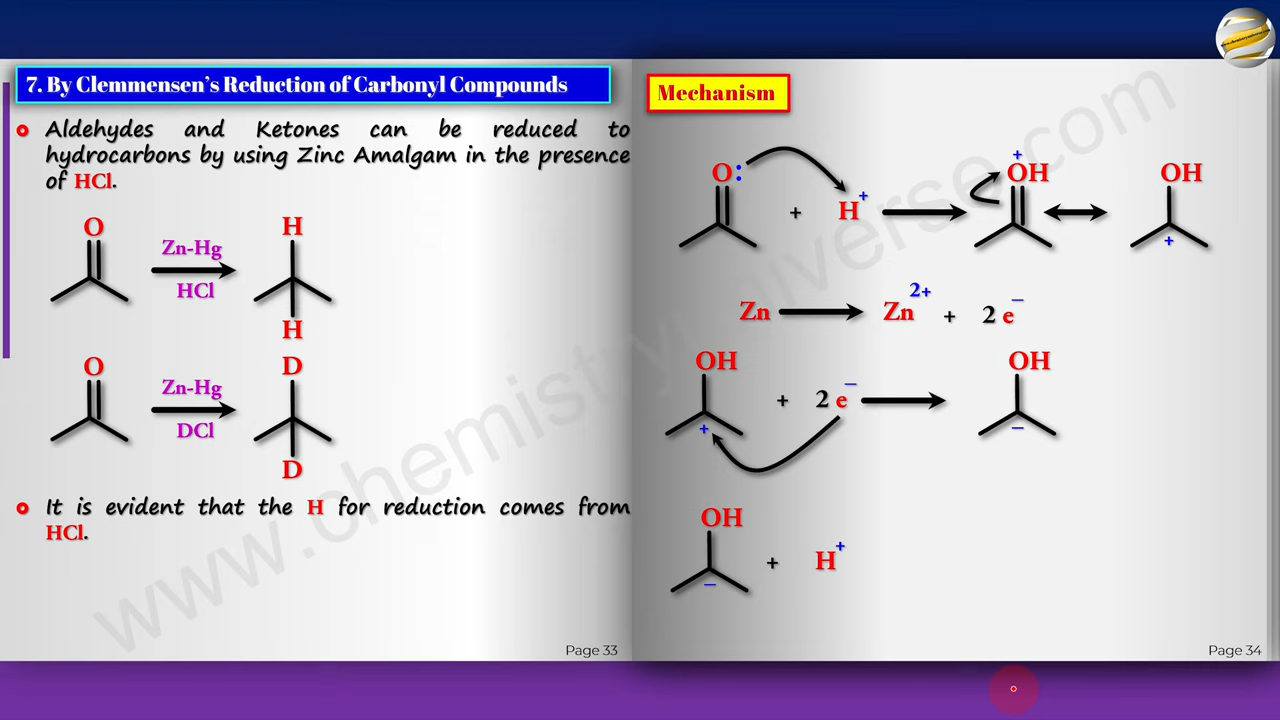 7. By Clemmensen's Reduction of Carbonyl Compounds
Aldehydes and Ketones can be reduced to
hydrocarbons by using Zinc Amalgam in the presence
of HCl.
O
Zn-Hg
HCl
H
H
O
Zn-Hg
DCl
D
D
It is evident that the H for reduction comes from
HCl.
Page 33
Mechanism
O: + H+
+
OH
OH
+
Zn Zn2+ + 2 e–
OH
+
+ 2 e–
OH
–
OH
–
+ H+
Page 34
www.chemistryuniverse.com